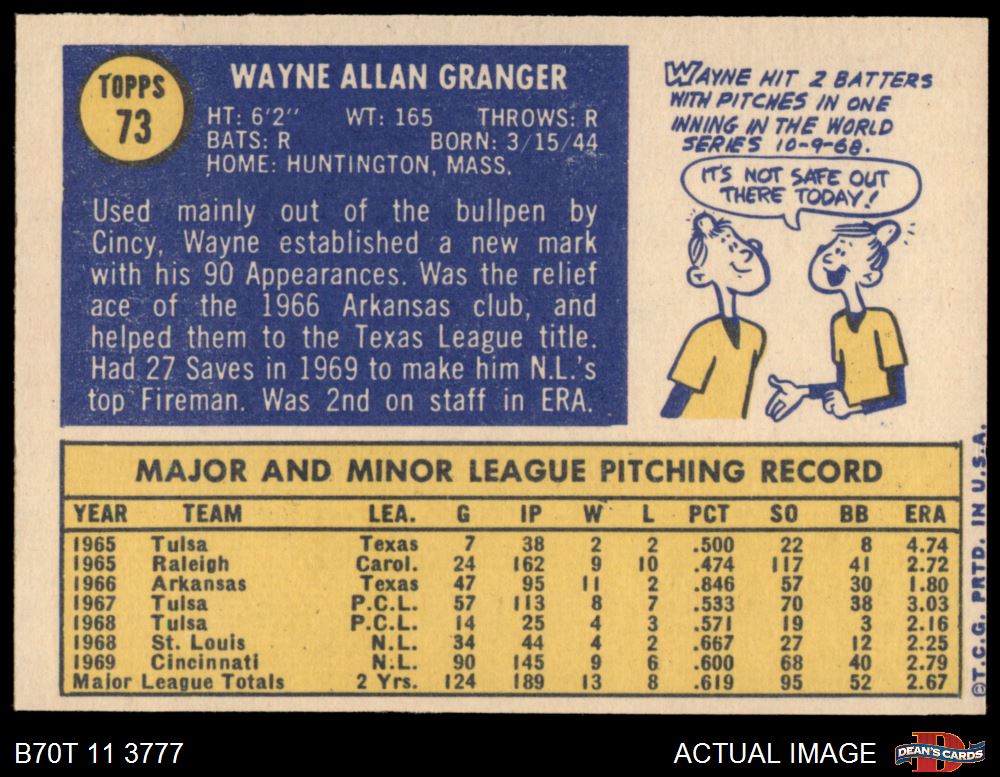 TOPPS
73
WAYNE ALLAN GRANGER
HT: 6'2" WT: 165 THROWS: R
BATS: R BORN: 3/15/44
HOME: HUNTINGTON, MASS.
Used mainly out of the bullpen by
Cincy, Wayne established a new mark
with his 90 Appearances. Was the relief
ace of the 1966 Arkansas club, and
helped them to the Texas League title.
Had 27 Saves in 1969 to make him N.L.'s
top Fireman. Was 2nd on staff in ERA.
WAYNE HIT 2 BATTERS
WITH PITCHES IN ONE
INNING IN THE WORLD
SERIES 10-9-68.
IT'S NOT SAFE OUT
THERE TODAY!
MAJOR AND MINOR LEAGUE PITCHING RECORD
YEAR TEAM LEA. G IP W L PCT SO BB ERA
1965 Tulsa Texas 7 38 2 2 .500 22 8 4.74
1965 Raleigh Carol. 24 162 9 10 .474 117 41 2.72
1966 Arkansas Texas 47 95 11 2 .846 57 30 1.80
1967 Tulsa P.C.L. 57 113 8 7 .533 70 38 3.03
1968 Tulsa P.C.L. 14 25 4 3 .571 19 3 2.16
1968 St. Louis N.L. 34 44 4 2 .667 27 12 2.25
1969 Cincinnati N.L. 90 145 9 6 .600 68 40 2.79
Major League Totals 2 Yrs. 124 189 13 8 .619 95 52 2.67
©T.C.G. PRTD. IN U.S.A.
B70T 11 3777
ACTUAL IMAGE
D
DEAN'S CARDS